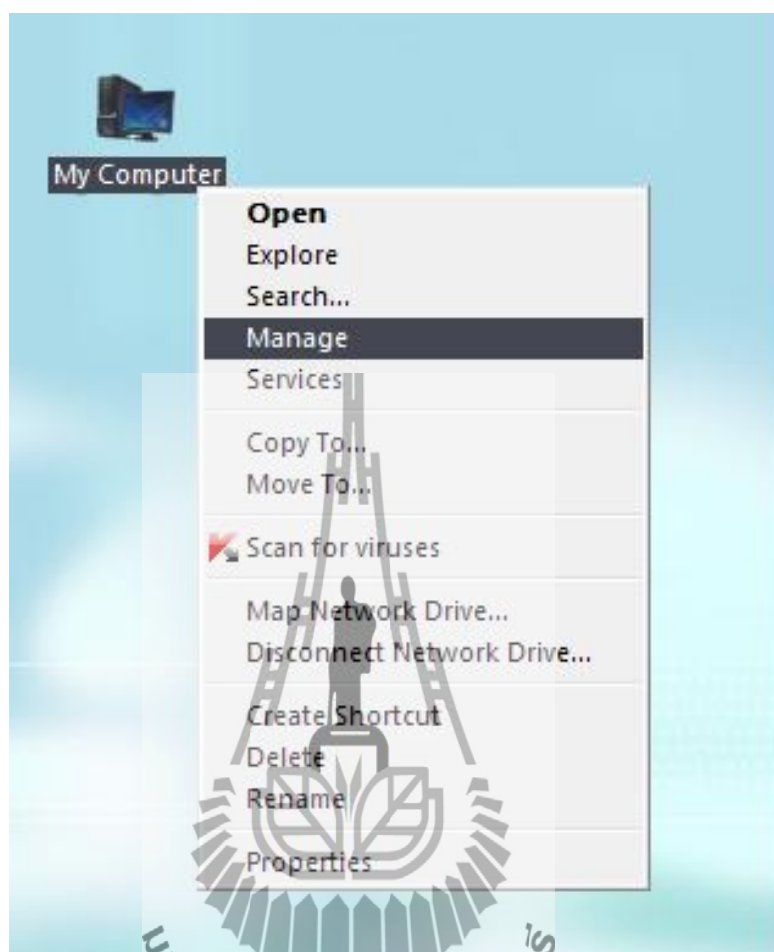 My Computer
Open
Explore
Search...
Manage
Services
Copy To...
Move To...
Scan for viruses
Map Network Drive...
Disconnect Network Drive...
Create Shortcut
Delete
Rename
Properties